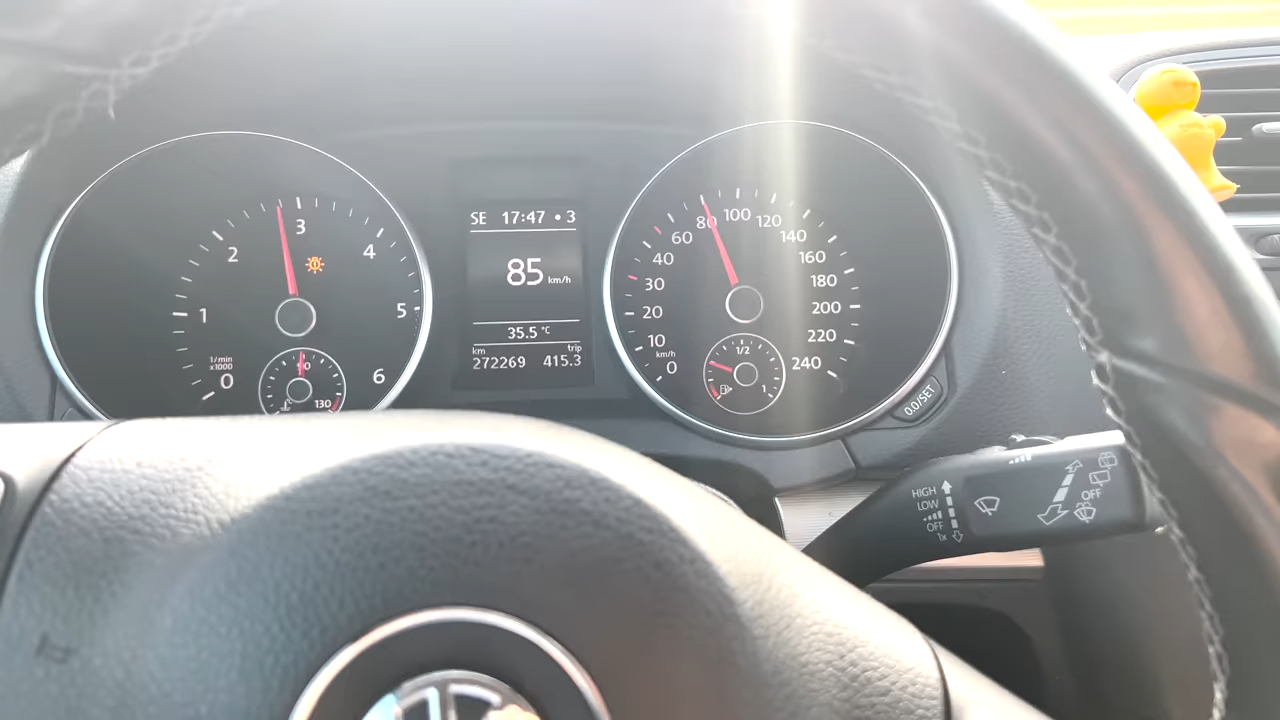 1/min
x1000
0
1
2
3
4
5
6
90
°C
130
SE 17:47 • 3
85 km/h
35.5 °C
km trip
272269 415.3
0
10
20
30
40
60
80
100
120
140
160
180
200
220
240
km/h
1/2
1
0.0/SET
HIGH
LOW
OFF
1x
OFF